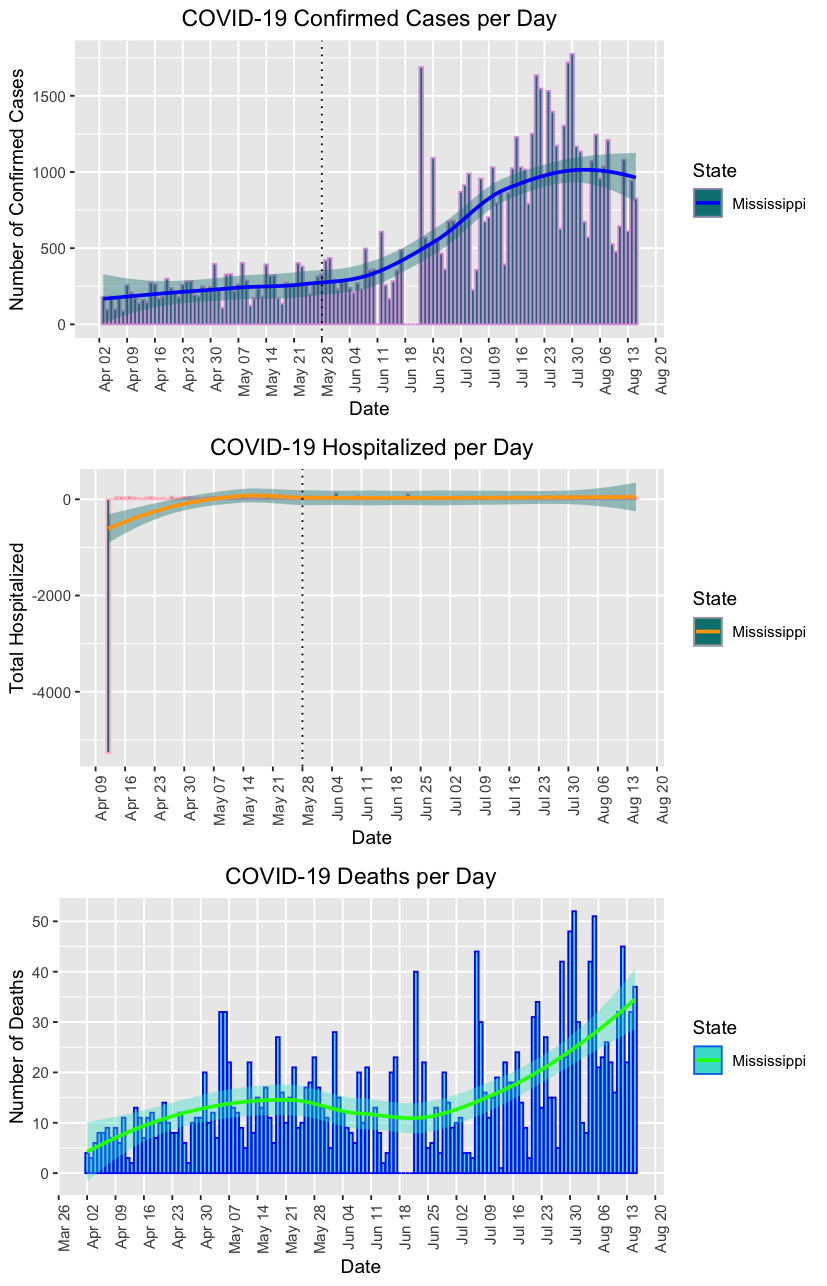 COVID-19 Confirmed Cases per Day
Number of Confirmed Cases
1500
1000
500
0
Apr 02
Apr 09
Apr 16
Apr 23
Apr 30
May 07
May 14
May 21
May 28
Jun 04
Jun 11
Jun 18
Jun 25
Jul 02
Jul 09
Jul 16
Jul 23
Jul 30
Aug 06
Aug 13
Aug 20
Date
State
Mississippi
COVID-19 Hospitalized per Day
Total Hospitalized
0
-2000
-4000
Apr 09
Apr 16
Apr 23
Apr 30
May 07
May 14
May 21
May 28
Jun 04
Jun 11
Jun 18
Jun 25
Jul 02
Jul 09
Jul 16
Jul 23
Jul 30
Aug 06
Aug 13
Aug 20
Date
State
Mississippi
COVID-19 Deaths per Day
Number of Deaths
50
40
30
20
10
0
Mar 26
Apr 02
Apr 09
Apr 16
Apr 23
Apr 30
May 07
May 14
May 21
May 28
Jun 04
Jun 11
Jun 18
Jun 25
Jul 02
Jul 09
Jul 16
Jul 23
Jul 30
Aug 06
Aug 13
Aug 20
Date
State
Mississippi